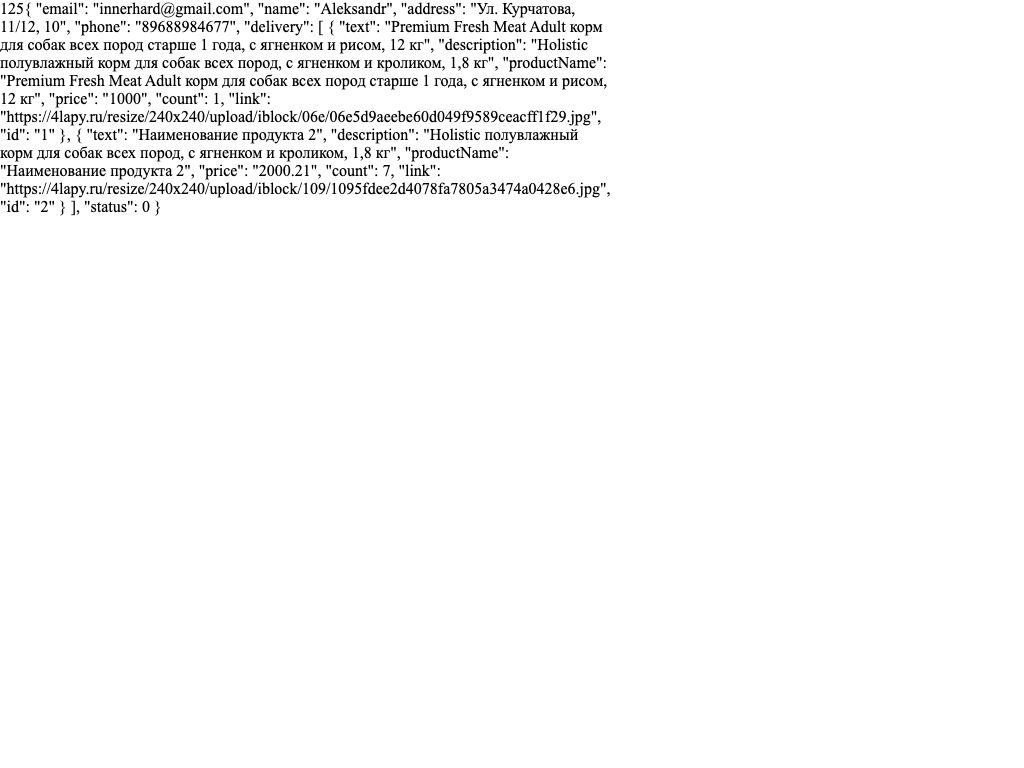 125{ "email": "innerhard@gmail.com", "name": "Aleksandr", "address": "Ул. Курчатова,
11/12, 10", "phone": "89688984677", "delivery": [ { "text": "Premium Fresh Meat Adult корм
для собак всех пород старше 1 года, с ягненком и рисом, 12 кг", "description": "Holistic
полувлажный корм для собак всех пород, с ягненком и кроликом, 1,8 кг", "productName":
"Premium Fresh Meat Adult корм для собак всех пород старше 1 года, с ягненком и рисом,
12 кг", "price": "1000", "count": 1, "link":
"https://4lapy.ru/resize/240x240/upload/iblock/06e/06e5d9aeebe60d049f9589ceacff1f29.jpg",
"id": "1" }, { "text": "Наименование продукта 2", "description": "Holistic полувлажный
корм для собак всех пород, с ягненком и кроликом, 1,8 кг", "productName":
"Наименование продукта 2", "price": "2000.21", "count": 7, "link":
"https://4lapy.ru/resize/240x240/upload/iblock/109/1095fdee2d4078fa7805a3474a0428e6.jpg",
"id": "2" } ], "status": 0 }